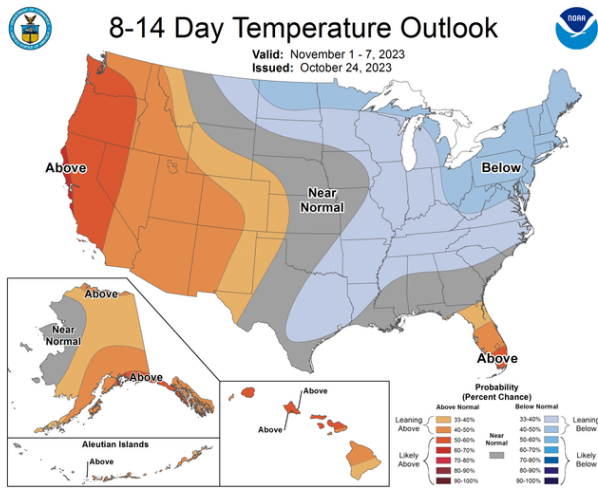 8-14 Day Temperature Outlook
Valid: November 1 - 7, 2023
Issued: October 24, 2023
NOAA
Above
Near
Normal
Below
Above
Above
Near
Normal
Above
Aleutian Islands
Above
Above
Above
Probability
(Percent Chance)
Above Normal
Below Normal
Leaning
Above
33-40%
40-50%
Likely
Above
50-60%
60-70%
70-80%
80-90%
90-100%
Near
Normal
33-40%
40-50%
Leaning
Below
50-60%
60-70%
70-80%
80-90%
90-100%
Likely
Below